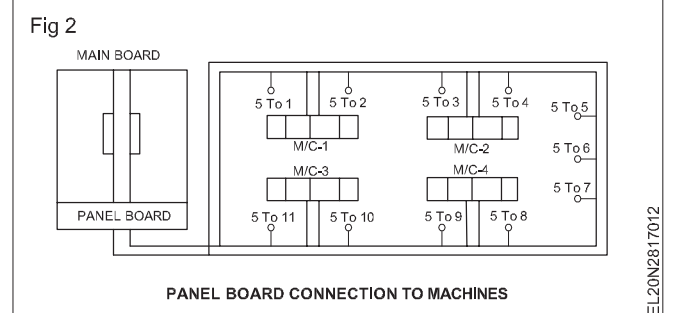 Fig 2
MAIN BOARD
5 To 1 5 To 2 5 To 3 5 To 4 5 To 5
M/C-1 M/C-2 5 To 6
M/C-3 M/C-4
5 To 7
PANEL BOARD 5 To 11 5 To 10 5 To 9 5 To 8
PANEL BOARD CONNECTION TO MACHINES
EL20N2817012